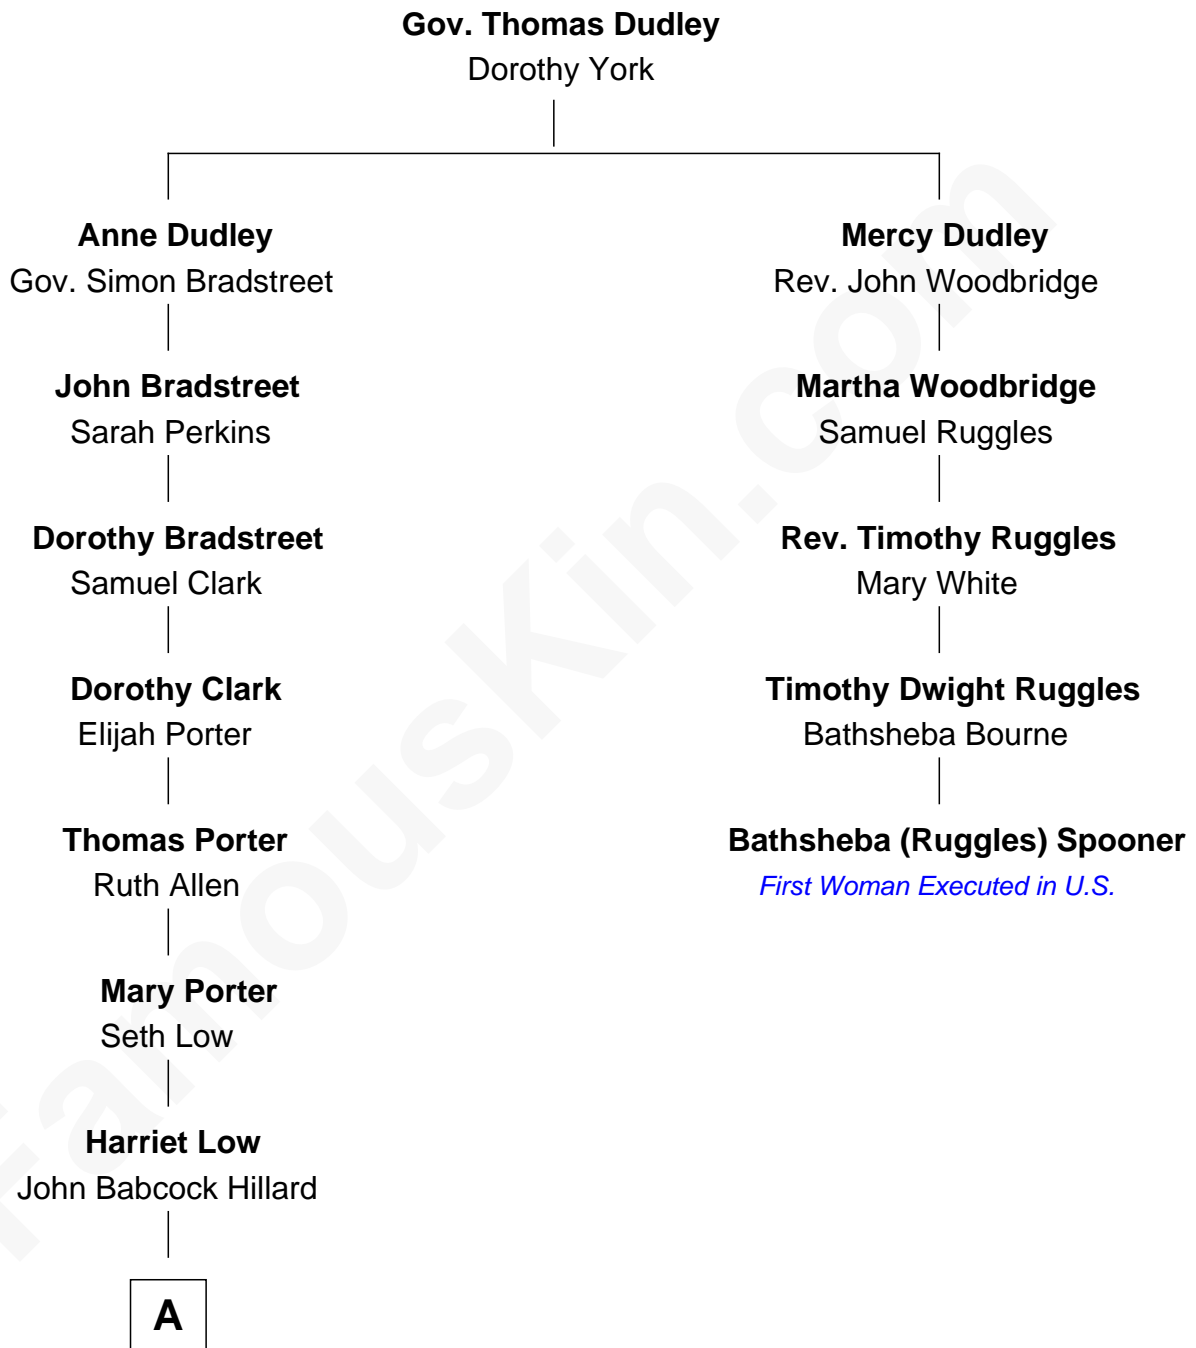 Gov. Thomas Dudley
Dorothy York
Anne Dudley
Gov. Simon Bradstreet
John Bradstreet
Sarah Perkins
Dorothy Bradstreet
Samuel Clark
Dorothy Clark
Elijah Porter
Thomas Porter
Ruth Allen
Mary Porter
Seth Low
Harriet Low
John Babcock Hillard
A
Mercy Dudley
Rev. John Woodbridge
Martha Woodbridge
Samuel Ruggles
Rev. Timothy Ruggles
Mary White
Timothy Dwight Ruggles
Bathsheba Bourne
Bathsheba (Ruggles) Spooner
First Woman Executed in U.S.
FamousKin.com